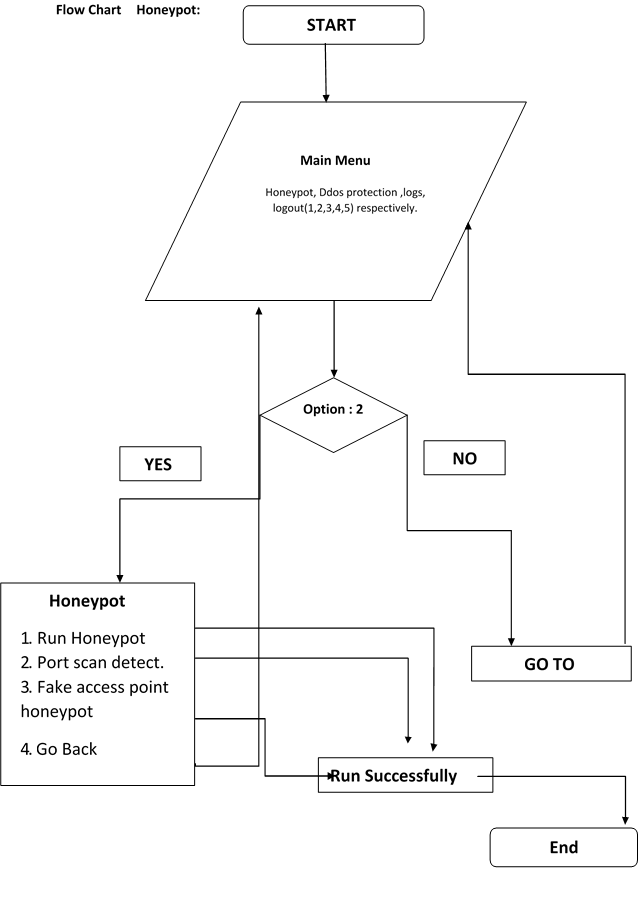 Flow Chart Honeypot:
START
Main Menu
Honeypot, Ddos protection ,logs,
logout(1,2,3,4,5) respectively.
Option : 2
YES
NO
Honeypot
1. Run Honeypot
2. Port scan detect.
3. Fake access point
honeypot
4. Go Back
GO TO
Run Successfully
End